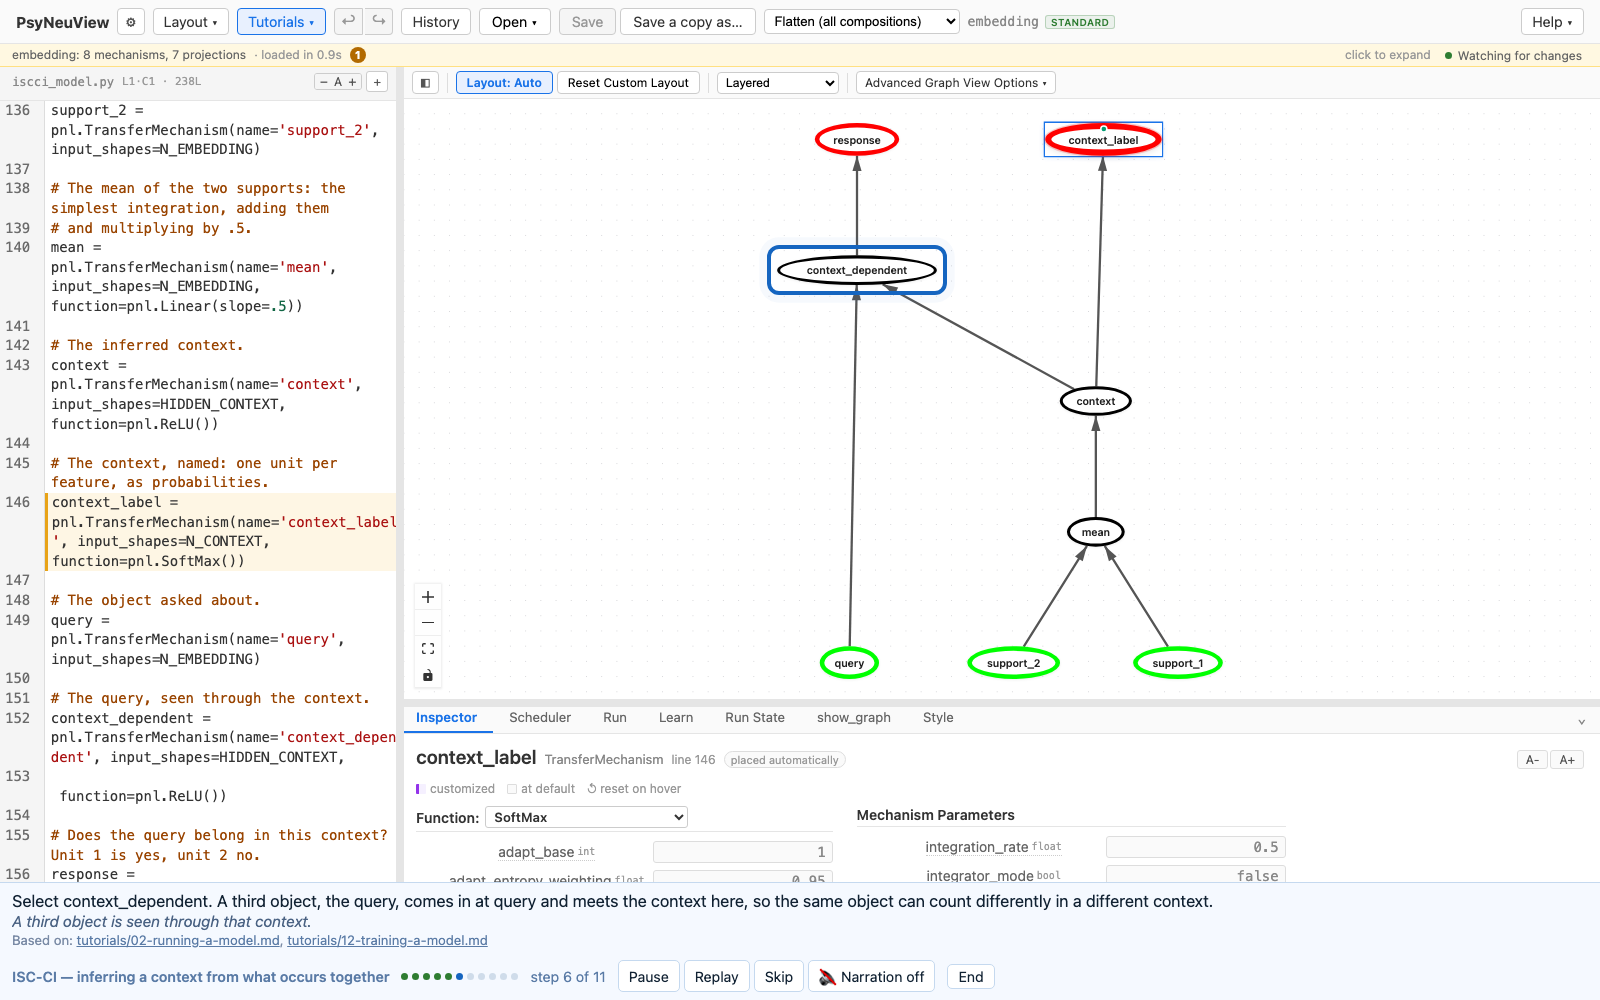 PsyNeuView ⚙ Layout ▾ Tutorials ▾ ↩ ↪ History Open ▾ Save Save a copy as... Flatten (all compositions) embedding STANDARD Help ▾
embedding: 8 mechanisms, 7 projections · loaded in 0.9s 1 click to expand Watching for changes
iscci_model.py L1·C1 · 238L − A + +
Layout: Auto Reset Custom Layout Layered Advanced Graph View Options ▾
136 support_2 =
pnl.TransferMechanism(name='support_2',
input_shapes=N_EMBEDDING)
137
138 # The mean of the two supports: the
simplest integration, adding them
139 # and multiplying by .5.
140 mean =
pnl.TransferMechanism(name='mean',
input_shapes=N_EMBEDDING,
function=pnl.Linear(slope=.5))
141
142 # The inferred context.
143 context =
pnl.TransferMechanism(name='context',
input_shapes=HIDDEN_CONTEXT,
function=pnl.ReLU())
144
145 # The context, named: one unit per
feature, as probabilities.
146 context_label =
pnl.TransferMechanism(name='context_label
', input_shapes=N_CONTEXT,
function=pnl.SoftMax())
147
148 # The object asked about.
149 query =
pnl.TransferMechanism(name='query',
input_shapes=N_EMBEDDING)
150
151 # The query, seen through the context.
152 context_dependent =
pnl.TransferMechanism(name='context_depen
dent', input_shapes=HIDDEN_CONTEXT,
153
function=pnl.ReLU())
154
155 # Does the query belong in this context?
Unit 1 is yes, unit 2 no.
156 response =
response context_label
context_dependent
context
mean
query support_2 support_1
Inspector Scheduler Run Learn Run State show_graph Style
context_label TransferMechanism line 146 placed automatically A- A+
customized at default reset on hover
Function: SoftMax
adapt_base int 1
adapt_entropy_weighting float 0.95
Mechanism Parameters
integration_rate float 0.5
integrator_mode bool false
Select context_dependent. A third object, the query, comes in at query and meets the context here, so the same object can count differently in a different context.
A third object is seen through that context.
Based on: tutorials/02-running-a-model.md, tutorials/12-training-a-model.md
ISC-CI — inferring a context from what occurs together step 6 of 11 Pause Replay Skip Narration off End